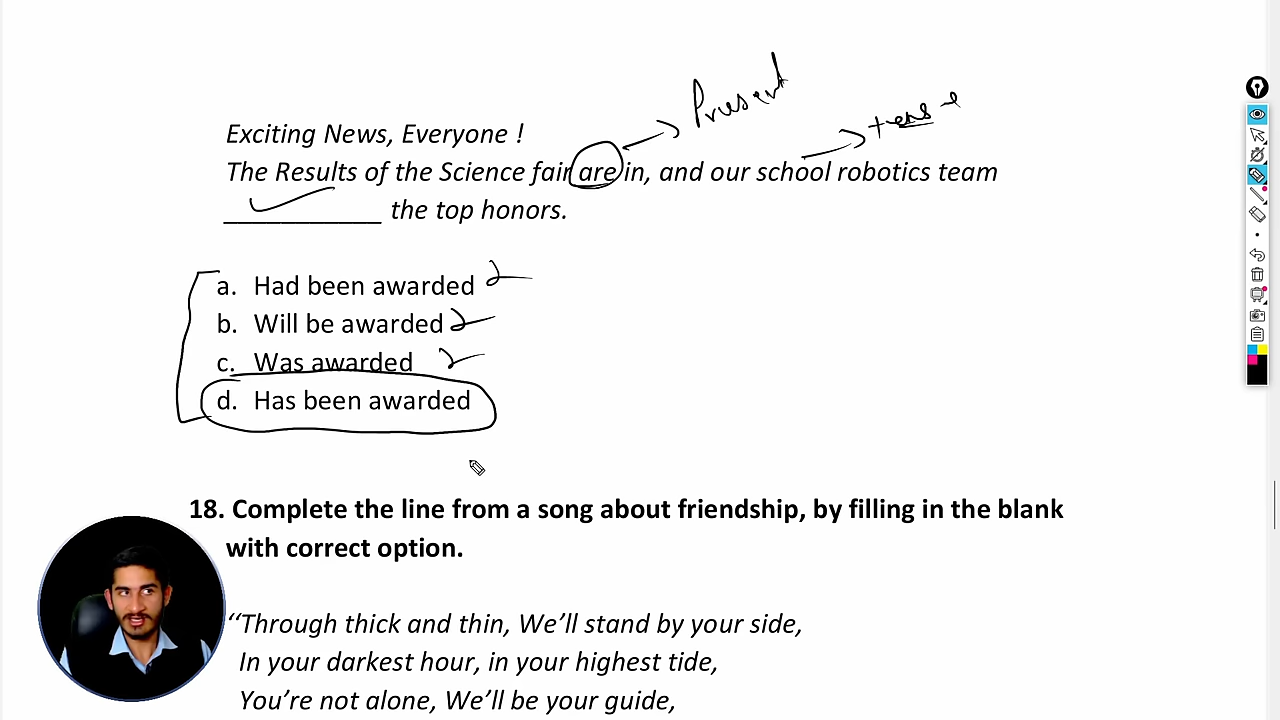 Present
tense
Exciting News, Everyone !
The Results of the Science fair are in, and our school robotics team
___________ the top honors.
a. Had been awarded
b. Will be awarded
c. Was awarded
d. Has been awarded
18. Complete the line from a song about friendship, by filling in the blank
with correct option.
“Through thick and thin, We’ll stand by your side,
In your darkest hour, in your highest tide,
You’re not alone, We’ll be your guide,